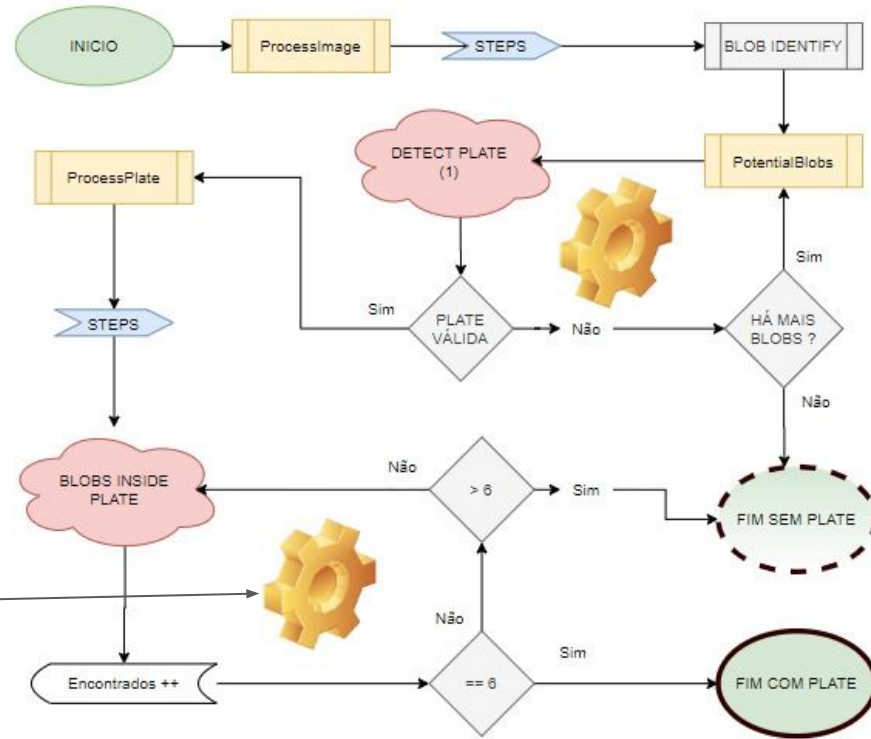 INICIO
ProcessImage
STEPS
BLOB IDENTIFY
DETECT PLATE
(1)
PotentialBlobs
ProcessPlate
Sim
Sim
STEPS
PLATE
VÁLIDA
Não
HÁ MAIS
BLOBS ?
Não
BLOBS INSIDE
PLATE
Não
> 6
Sim
FIM SEM PLATE
Não
Encontrados ++
== 6
Sim
FIM COM PLATE